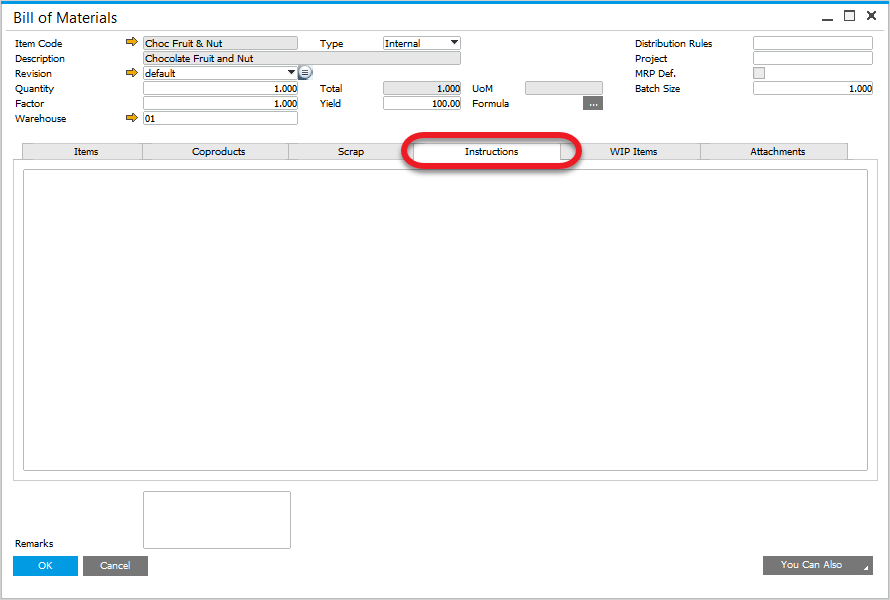 Bill of Materials
Item Code Choc Fruit & Nut Type Internal Distribution Rules
Description Chocolate Fruit and Nut Project
Revision default MRP Def.
Quantity 1.000 Total 1.000 UoM Batch Size 1.000
Factor 1.000 Yield 100.00 Formula ...
Warehouse 01
Items Coproducts Scrap Instructions WIP Items Attachments
Remarks
OK Cancel You Can Also